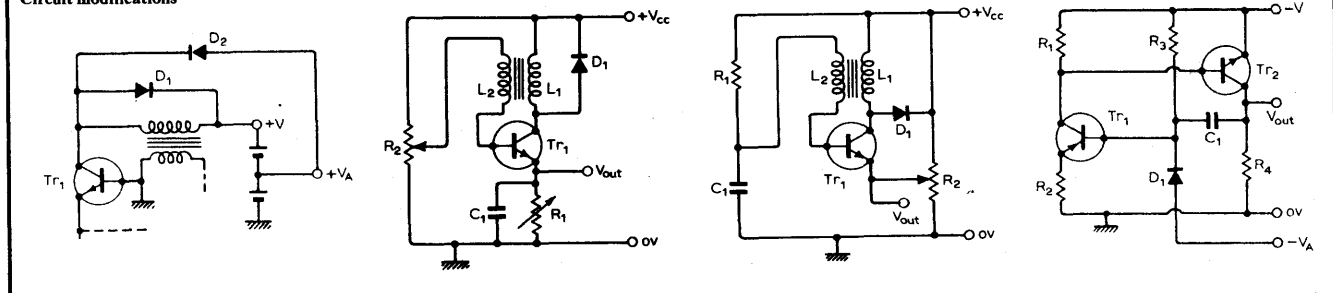 Circuit modifications
D2
D1
+V
+VA
Tr1
+Vcc
L2
L1
D1
R2
Tr1
Vout
C1
R1
0V
+Vcc
R1
L2
L1
D1
C1
Tr1
R2
Vout
0V
-V
R1
R3
Tr2
Tr1
C1
Vout
R2
D1
R4
0V
-VA